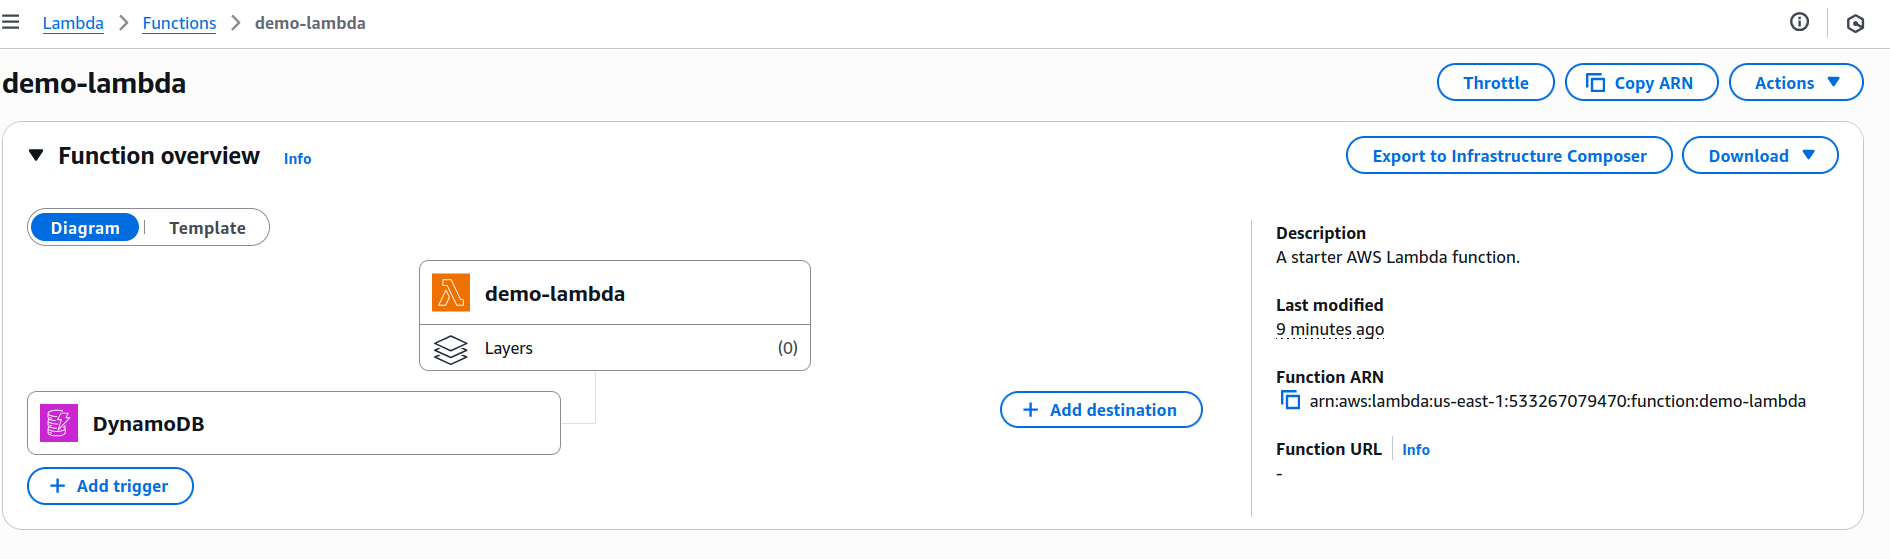 Lambda > Functions > demo-lambda
demo-lambda
Throttle
Copy ARN
Actions
Function overview Info
Export to Infrastructure Composer
Download
Diagram | Template
demo-lambda
Layers (0)
DynamoDB
+ Add trigger
+ Add destination
Description
A starter AWS Lambda function.
Last modified
9 minutes ago
Function ARN
arn:aws:lambda:us-east-1:533267079470:function:demo-lambda
Function URL | Info
-